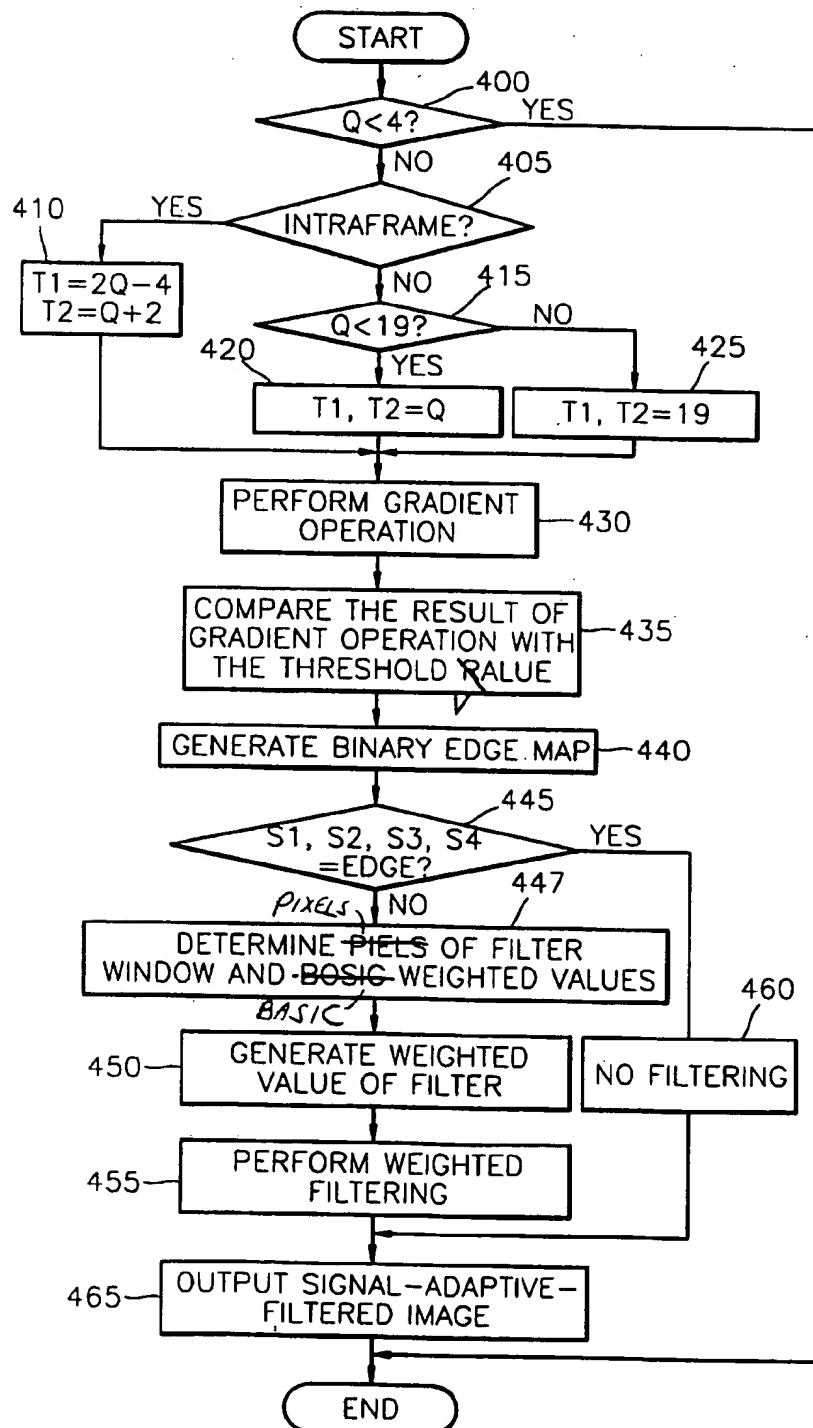 START
400
Q<4?
YES
NO
405
INTRAFRAME?
YES
410
T1=2Q-4
T2=Q+2
NO
415
Q<19?
NO
420
YES
425
T1, T2=Q
T1, T2=19
PERFORM GRADIENT
OPERATION
430
COMPARE THE RESULT OF
GRADIENT OPERATION WITH
THE THRESHOLD RALUE
V
435
GENERATE BINARY EDGE MAP
440
445
S1, S2, S3, S4
=EDGE?
YES
NO
447
PIXELS
DETERMINE PIELS OF FILTER
WINDOW AND BOSIG WEIGHTED VALUES
BASIC
460
450
GENERATE WEIGHTED
VALUE OF FILTER
NO FILTERING
455
PERFORM WEIGHTED
FILTERING
465
OUTPUT SIGNAL-ADAPTIVE-
FILTERED IMAGE
END